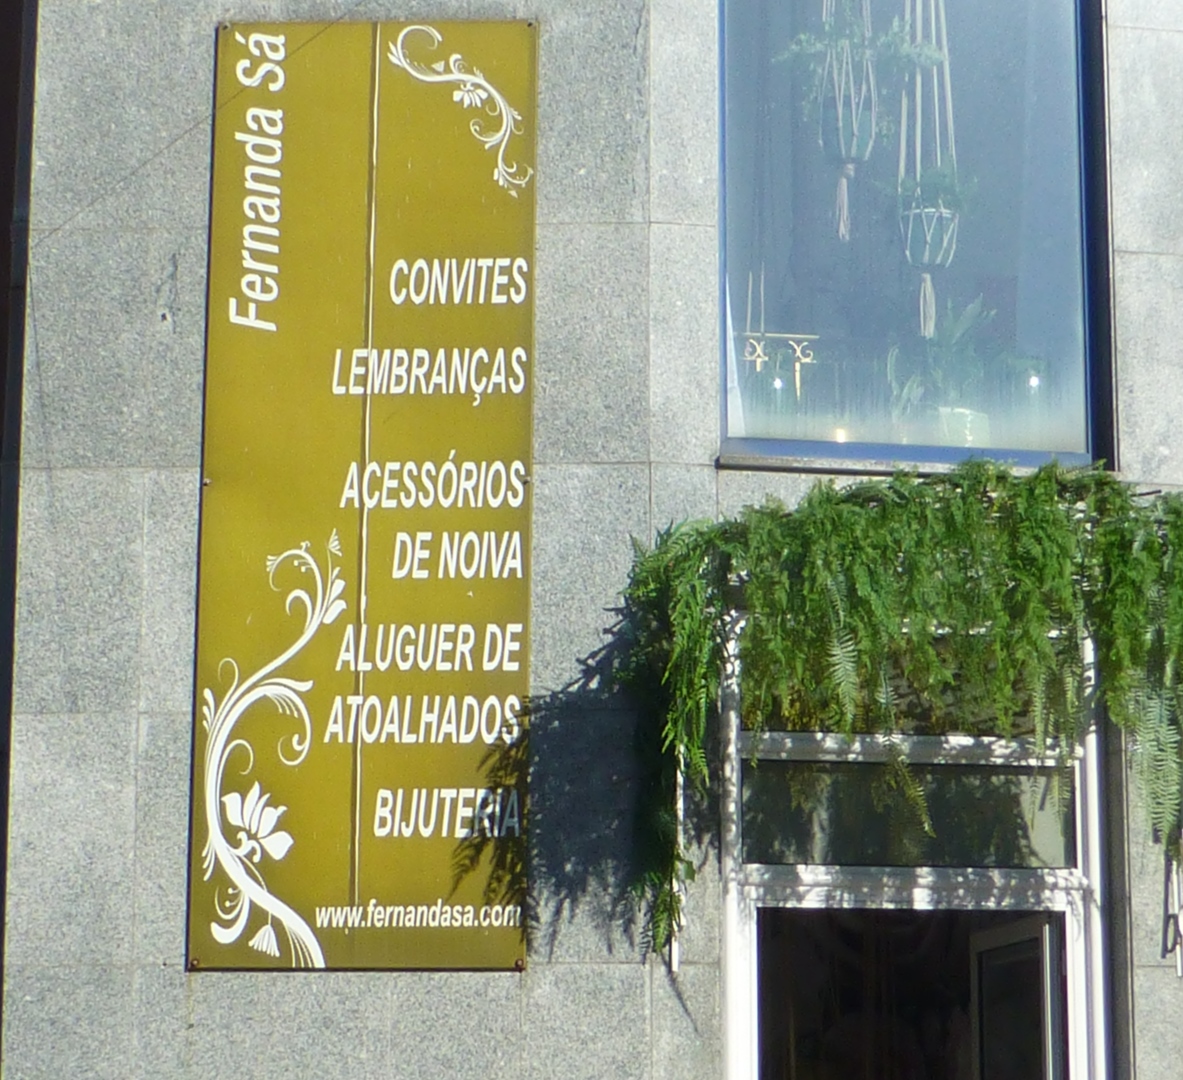 Fernanda Sá
CONVITES
LEMBRANÇAS
ACESSÓRIOS
DE NOIVA
ALUGUER DE
ATOALHADOS
BIJUTERIA
www.fernandasa.com